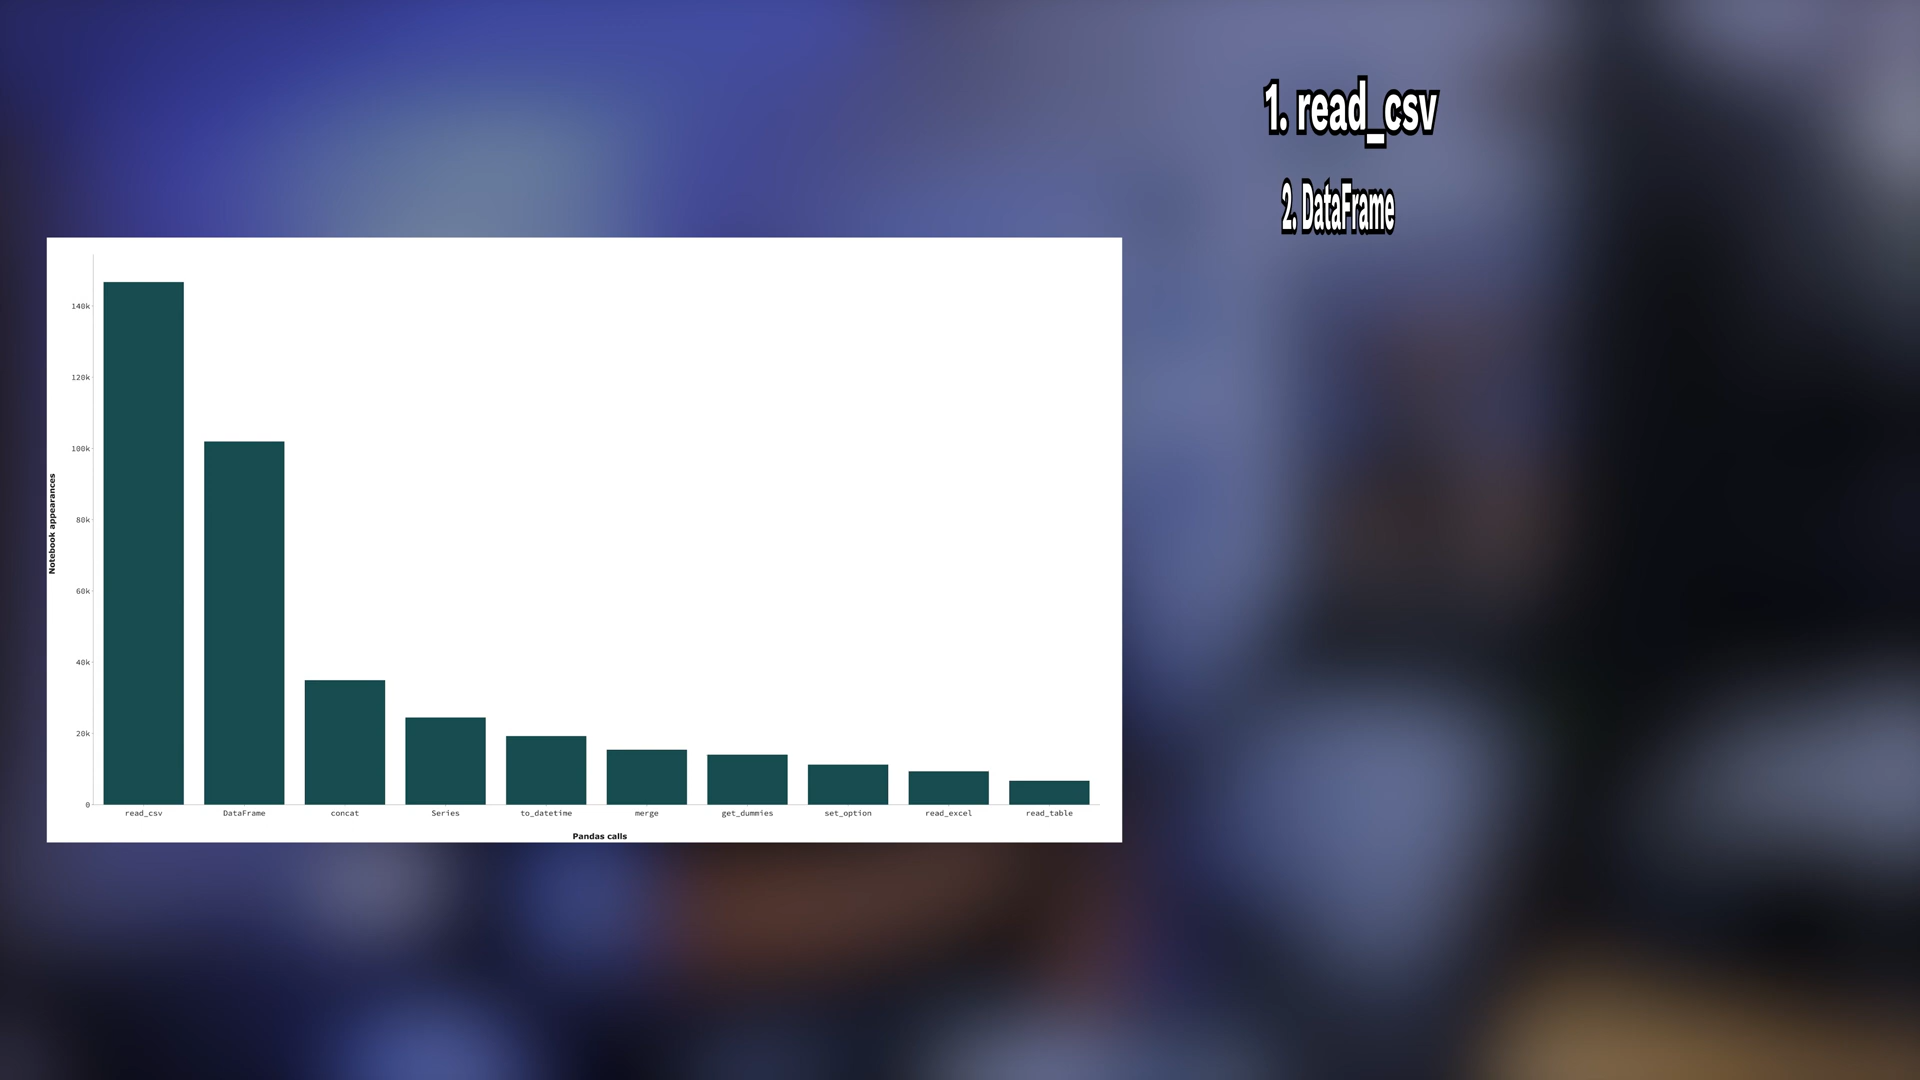 1. read_csv
2. DataFrame
Notebook appearances
140k
120k
100k
80k
60k
40k
20k
0
read_csv DataFrame concat Series to_datetime merge get_dummies set_option read_excel read_table
Pandas calls